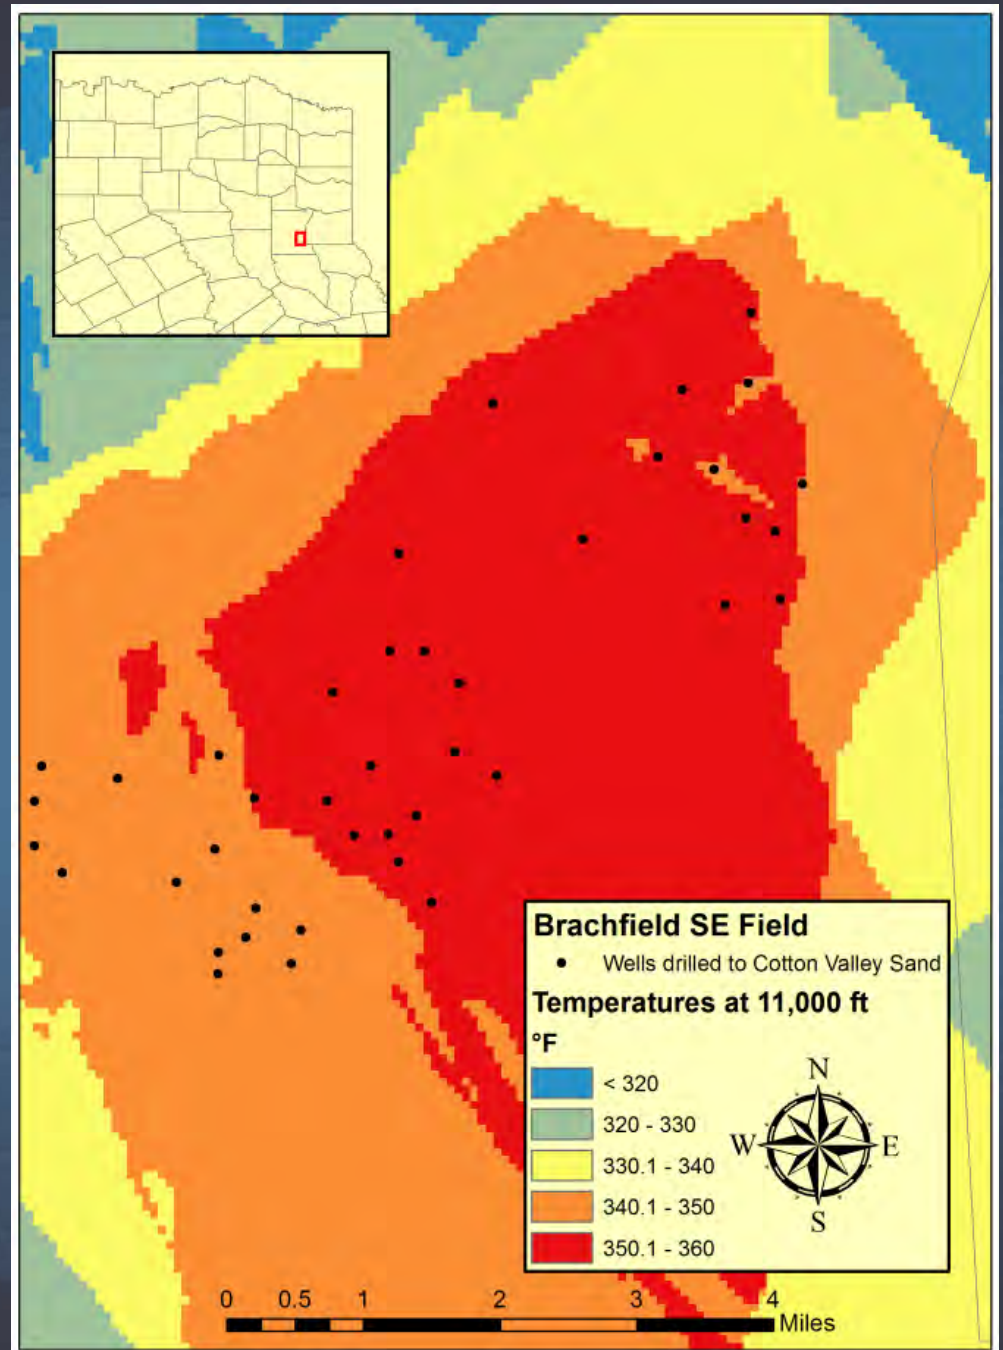 Brachfield SE Field
Wells drilled to Cotton Valley Sand
Temperatures at 11,000 ft
°F
< 320
320 - 330
330.1 - 340
340.1 - 350
350.1 - 360
N
W E
S
0 0.5 1 2 3 4
Miles